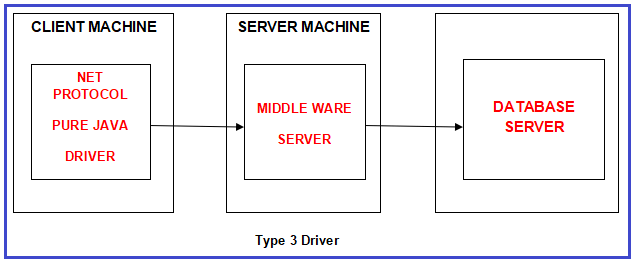 CLIENT MACHINE
NET
PROTOCOL
PURE JAVA
DRIVER
SERVER MACHINE
MIDDLE WARE
SERVER
DATABASE
SERVER
Type 3 Driver